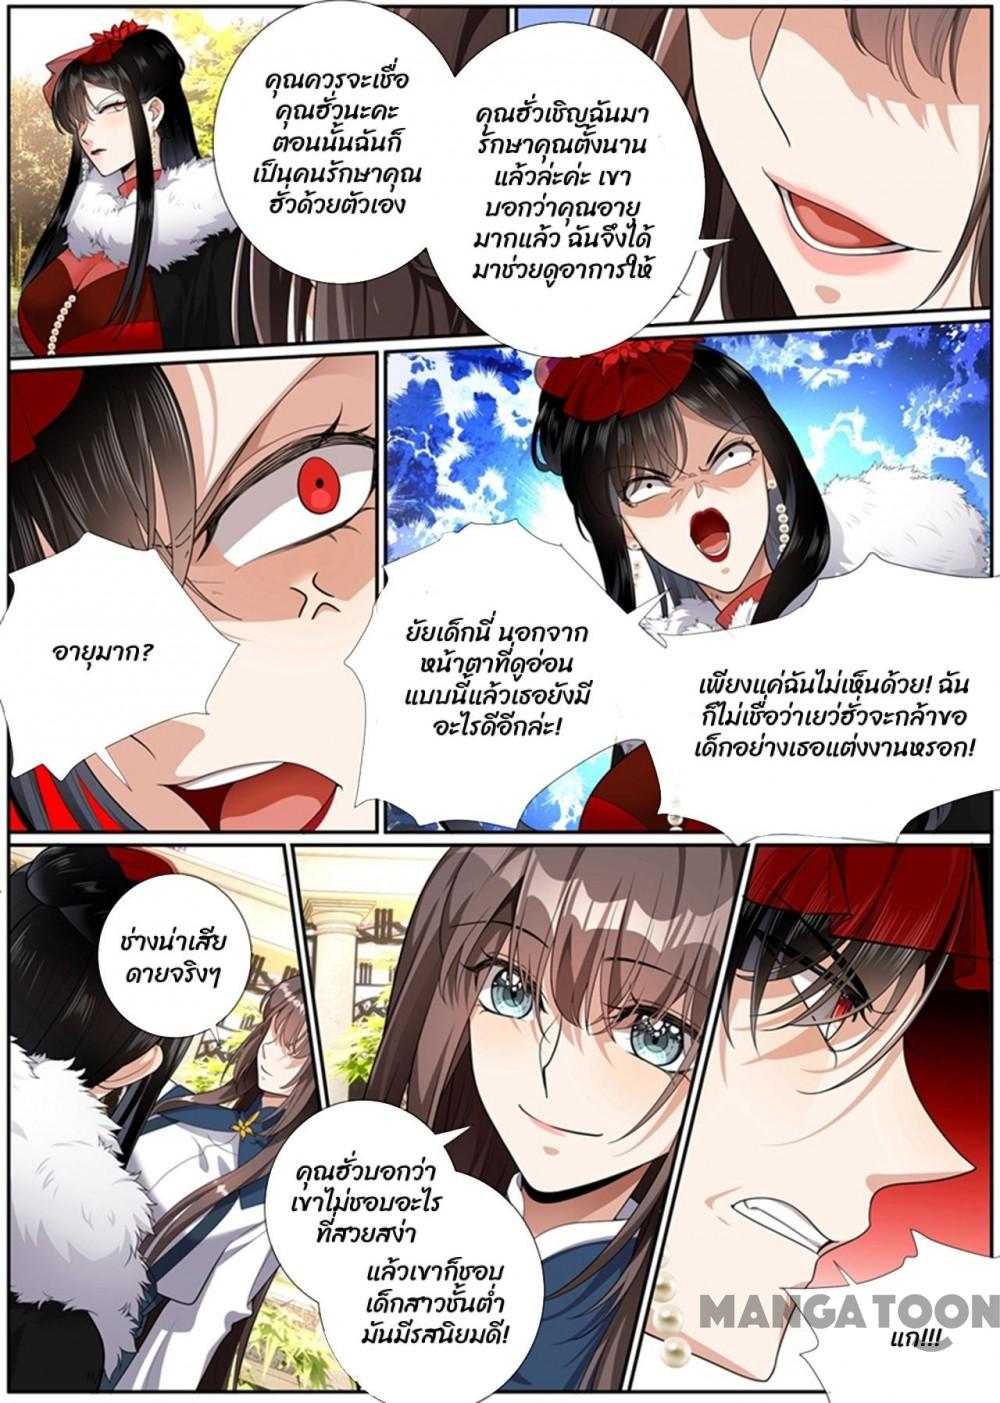 คุณควรจะเชื่อ
คุณฮั่วนะคะ
ตอนนั้นฉันก็
เป็นคนรักษาคุณ
ฮั่วด้วยตัวเอง
คุณฮั่วเชิญฉันมา
รักษาคุณตั้งนาน
แล้วล่ะค่ะ เขา
บอกว่าคุณอายุ
มากแล้ว ฉันจึงได้
มาช่วยดูอาการให้
อายุมาก?
ยัยเด็กนี่ นอกจาก
หน้าตาที่ดูอ่อน
แบบนี้แล้วเธอยังมี
อะไรดีอีกล่ะ!
เพียงแค่ฉันไม่เห็นด้วย! ฉัน
ก็ไม่เชื่อว่าเยว่ฮั่วจะกล้าขอ
เด็กอย่างเธอแต่งงานหรอก!
ช่างน่าเสีย
ดายจริงๆ
คุณฮั่วบอกว่า
เขาไม่ชอบอะไร
ที่สวยสง่า
แล้วเขาก็ชอบ
เด็กสาวชั้นต่ำ
มันมีรสนิยมดี!
แก!!!
MANGATOON